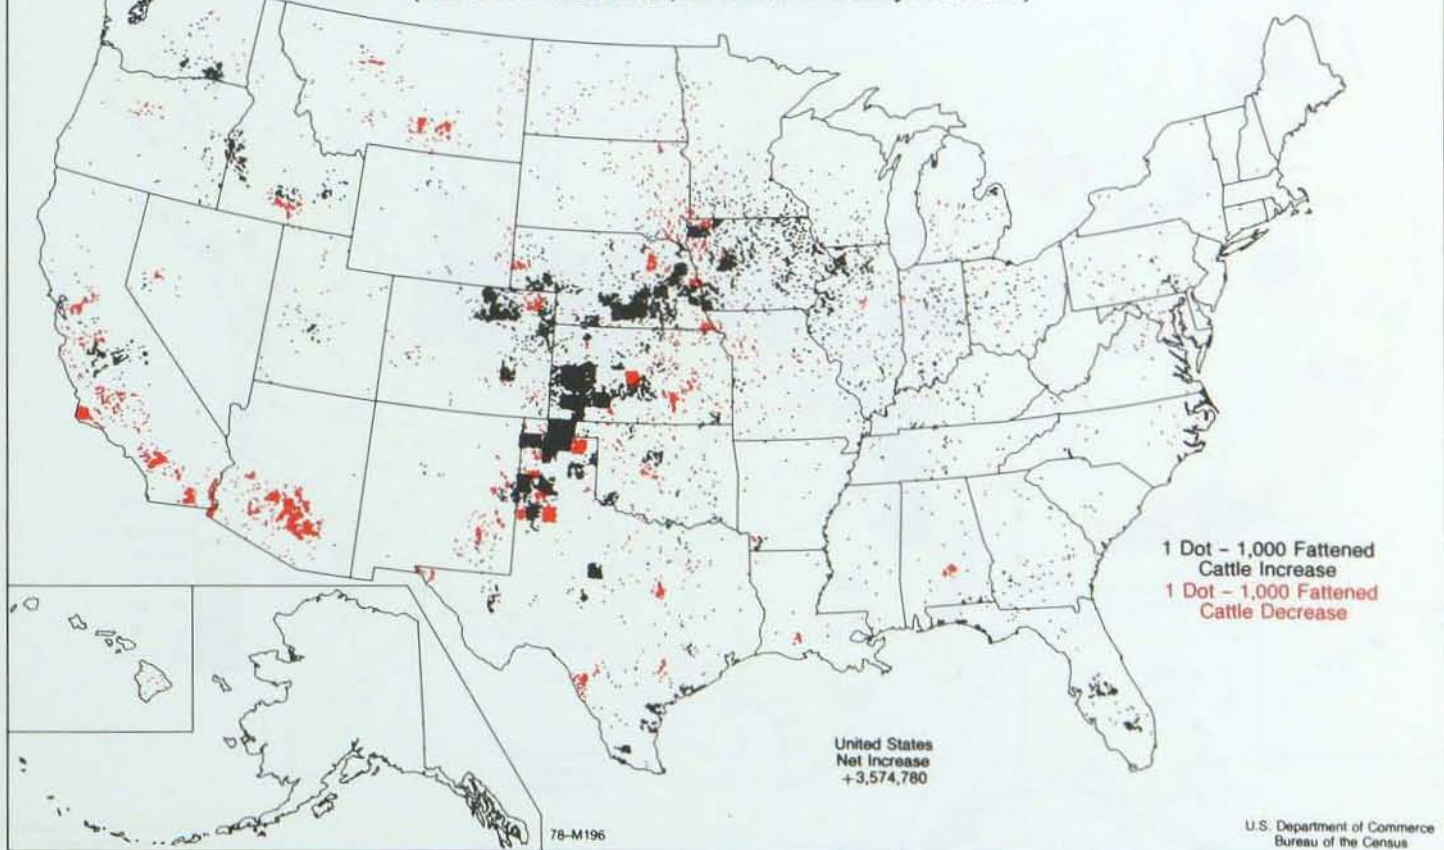 1 Dot – 1,000 Fattened
Cattle Increase
1 Dot – 1,000 Fattened
Cattle Decrease
United States
Net Increase
+3,574,780
78-M196
U.S. Department of Commerce
Bureau of the Census